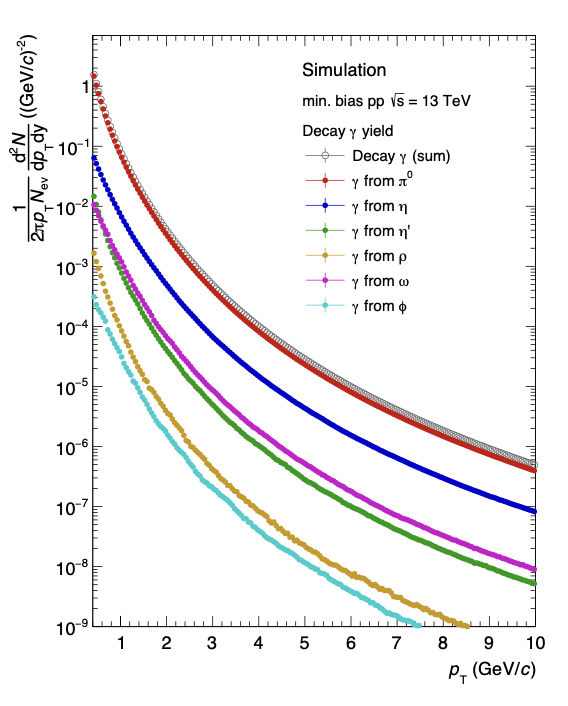 1/(2πp_T N_ev) d²N/(dp_T dy) ((GeV/c)⁻²)
Simulation
min. bias pp √s = 13 TeV
Decay γ yield
Decay γ (sum)
γ from π⁰
γ from η
γ from η'
γ from ρ
γ from ω
γ from ϕ
1
10⁻¹
10⁻²
10⁻³
10⁻⁴
10⁻⁵
10⁻⁶
10⁻⁷
10⁻⁸
10⁻⁹
1 2 3 4 5 6 7 8 9 10
p_T (GeV/c)